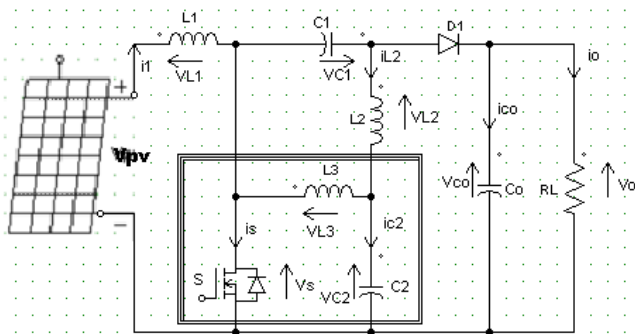 L1
C1
D1
i1
VL1
VC1
iL2
io
+
L2
VL2
ico
Vpv
L3
Vco
Co
RL
Vo
is
VL3
ic2
−
S
Vs
VC2
C2